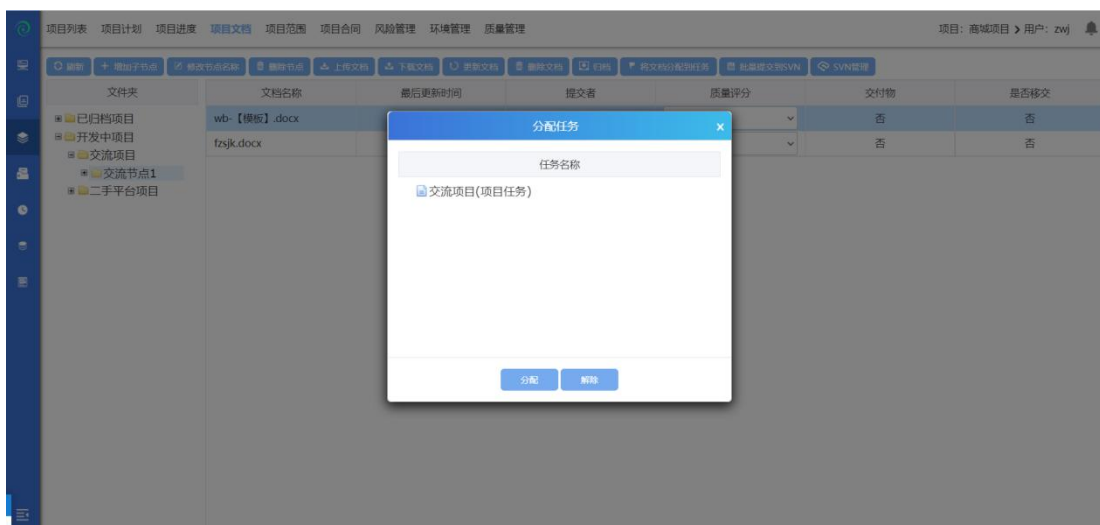 项目列表 项目计划 项目进度 项目文档 项目范围 项目合同 风险管理 环境管理 质量管理 项目：商城项目 用户：zwj
刷新 增加子节点 修改节点名称 删除节点 上传文档 下载文档 更新文档 删除文档 归档 将文档分配到任务 批量提交到SVN SVN管理
文件夹 文档名称 最后更新时间 提交者 质量评分 交付物 是否移交
已归档项目 wb-【模板】.docx 否 否
开发中项目 fzsjk.docx 否 否
交流项目
交流节点1
二手平台项目
分配任务 x
任务名称
交流项目(项目任务)
分配 解除